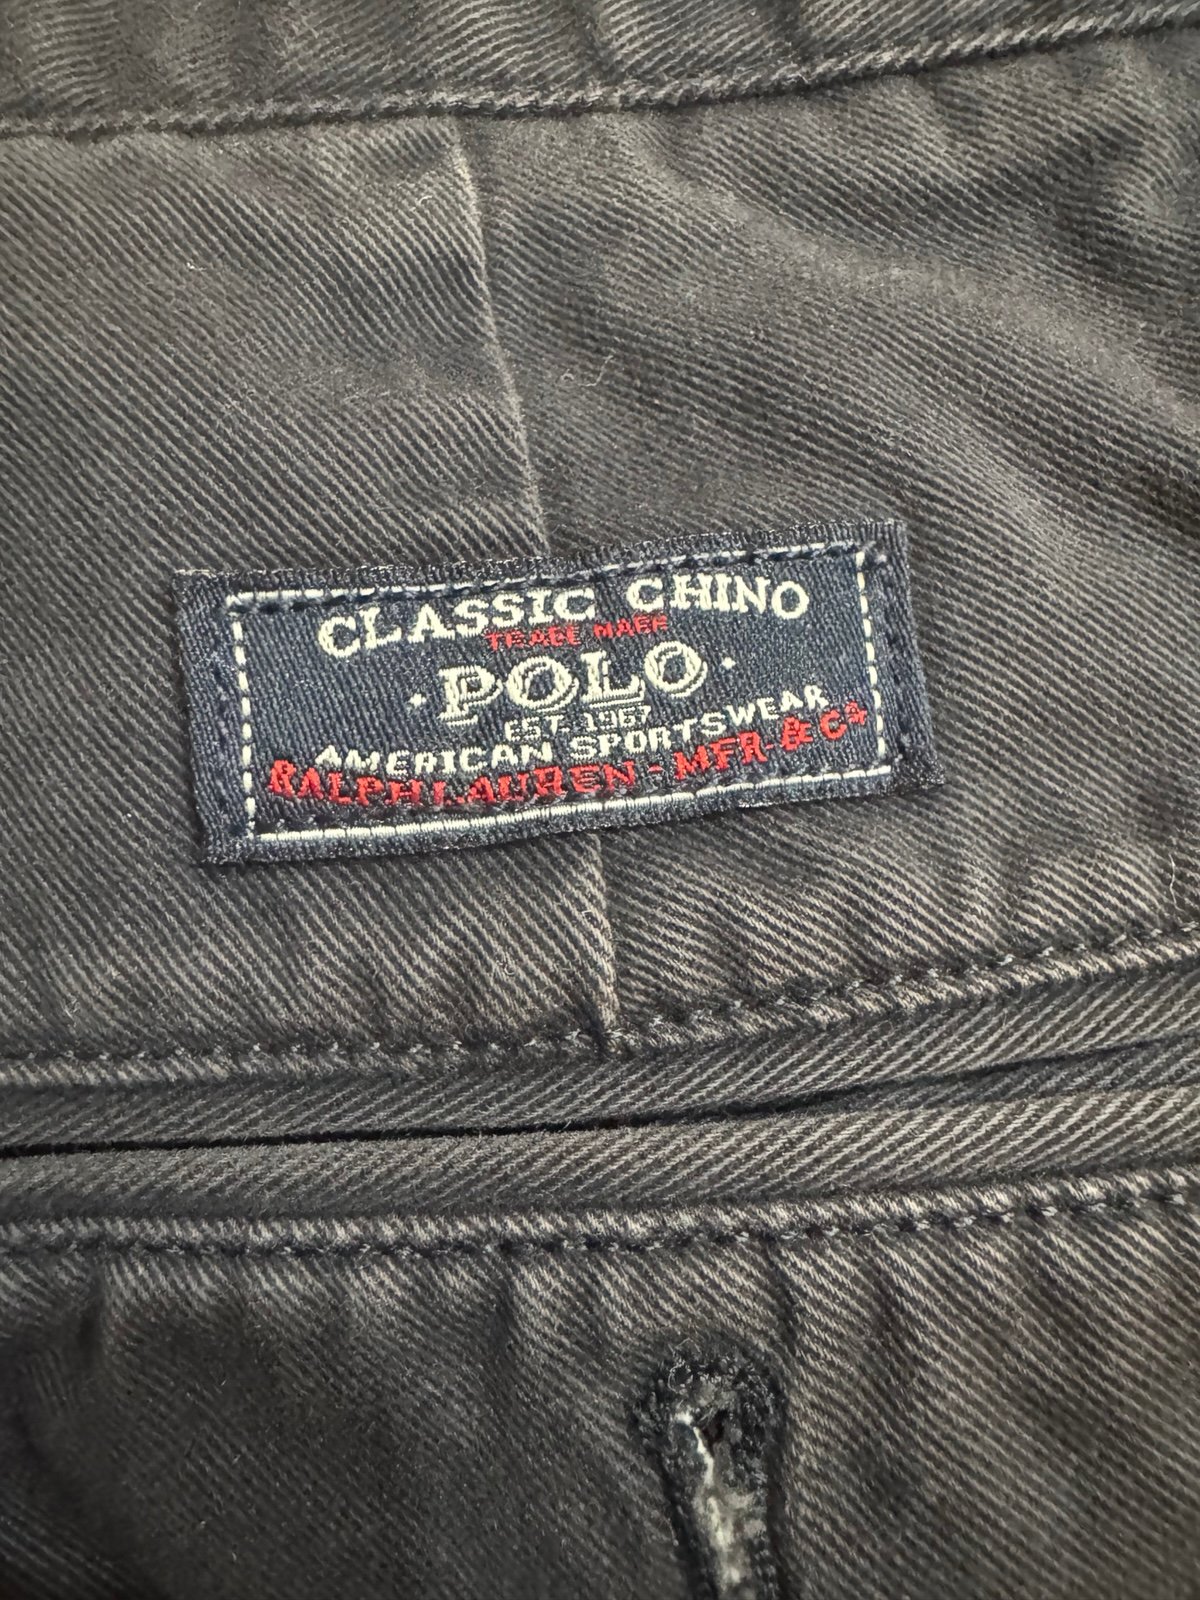 CLASSIC CHINO
TRADE MARK
· POLO ·
EST. 1967
AMERICAN SPORTSWEAR
RALPH LAUREN - MFR. & Co.